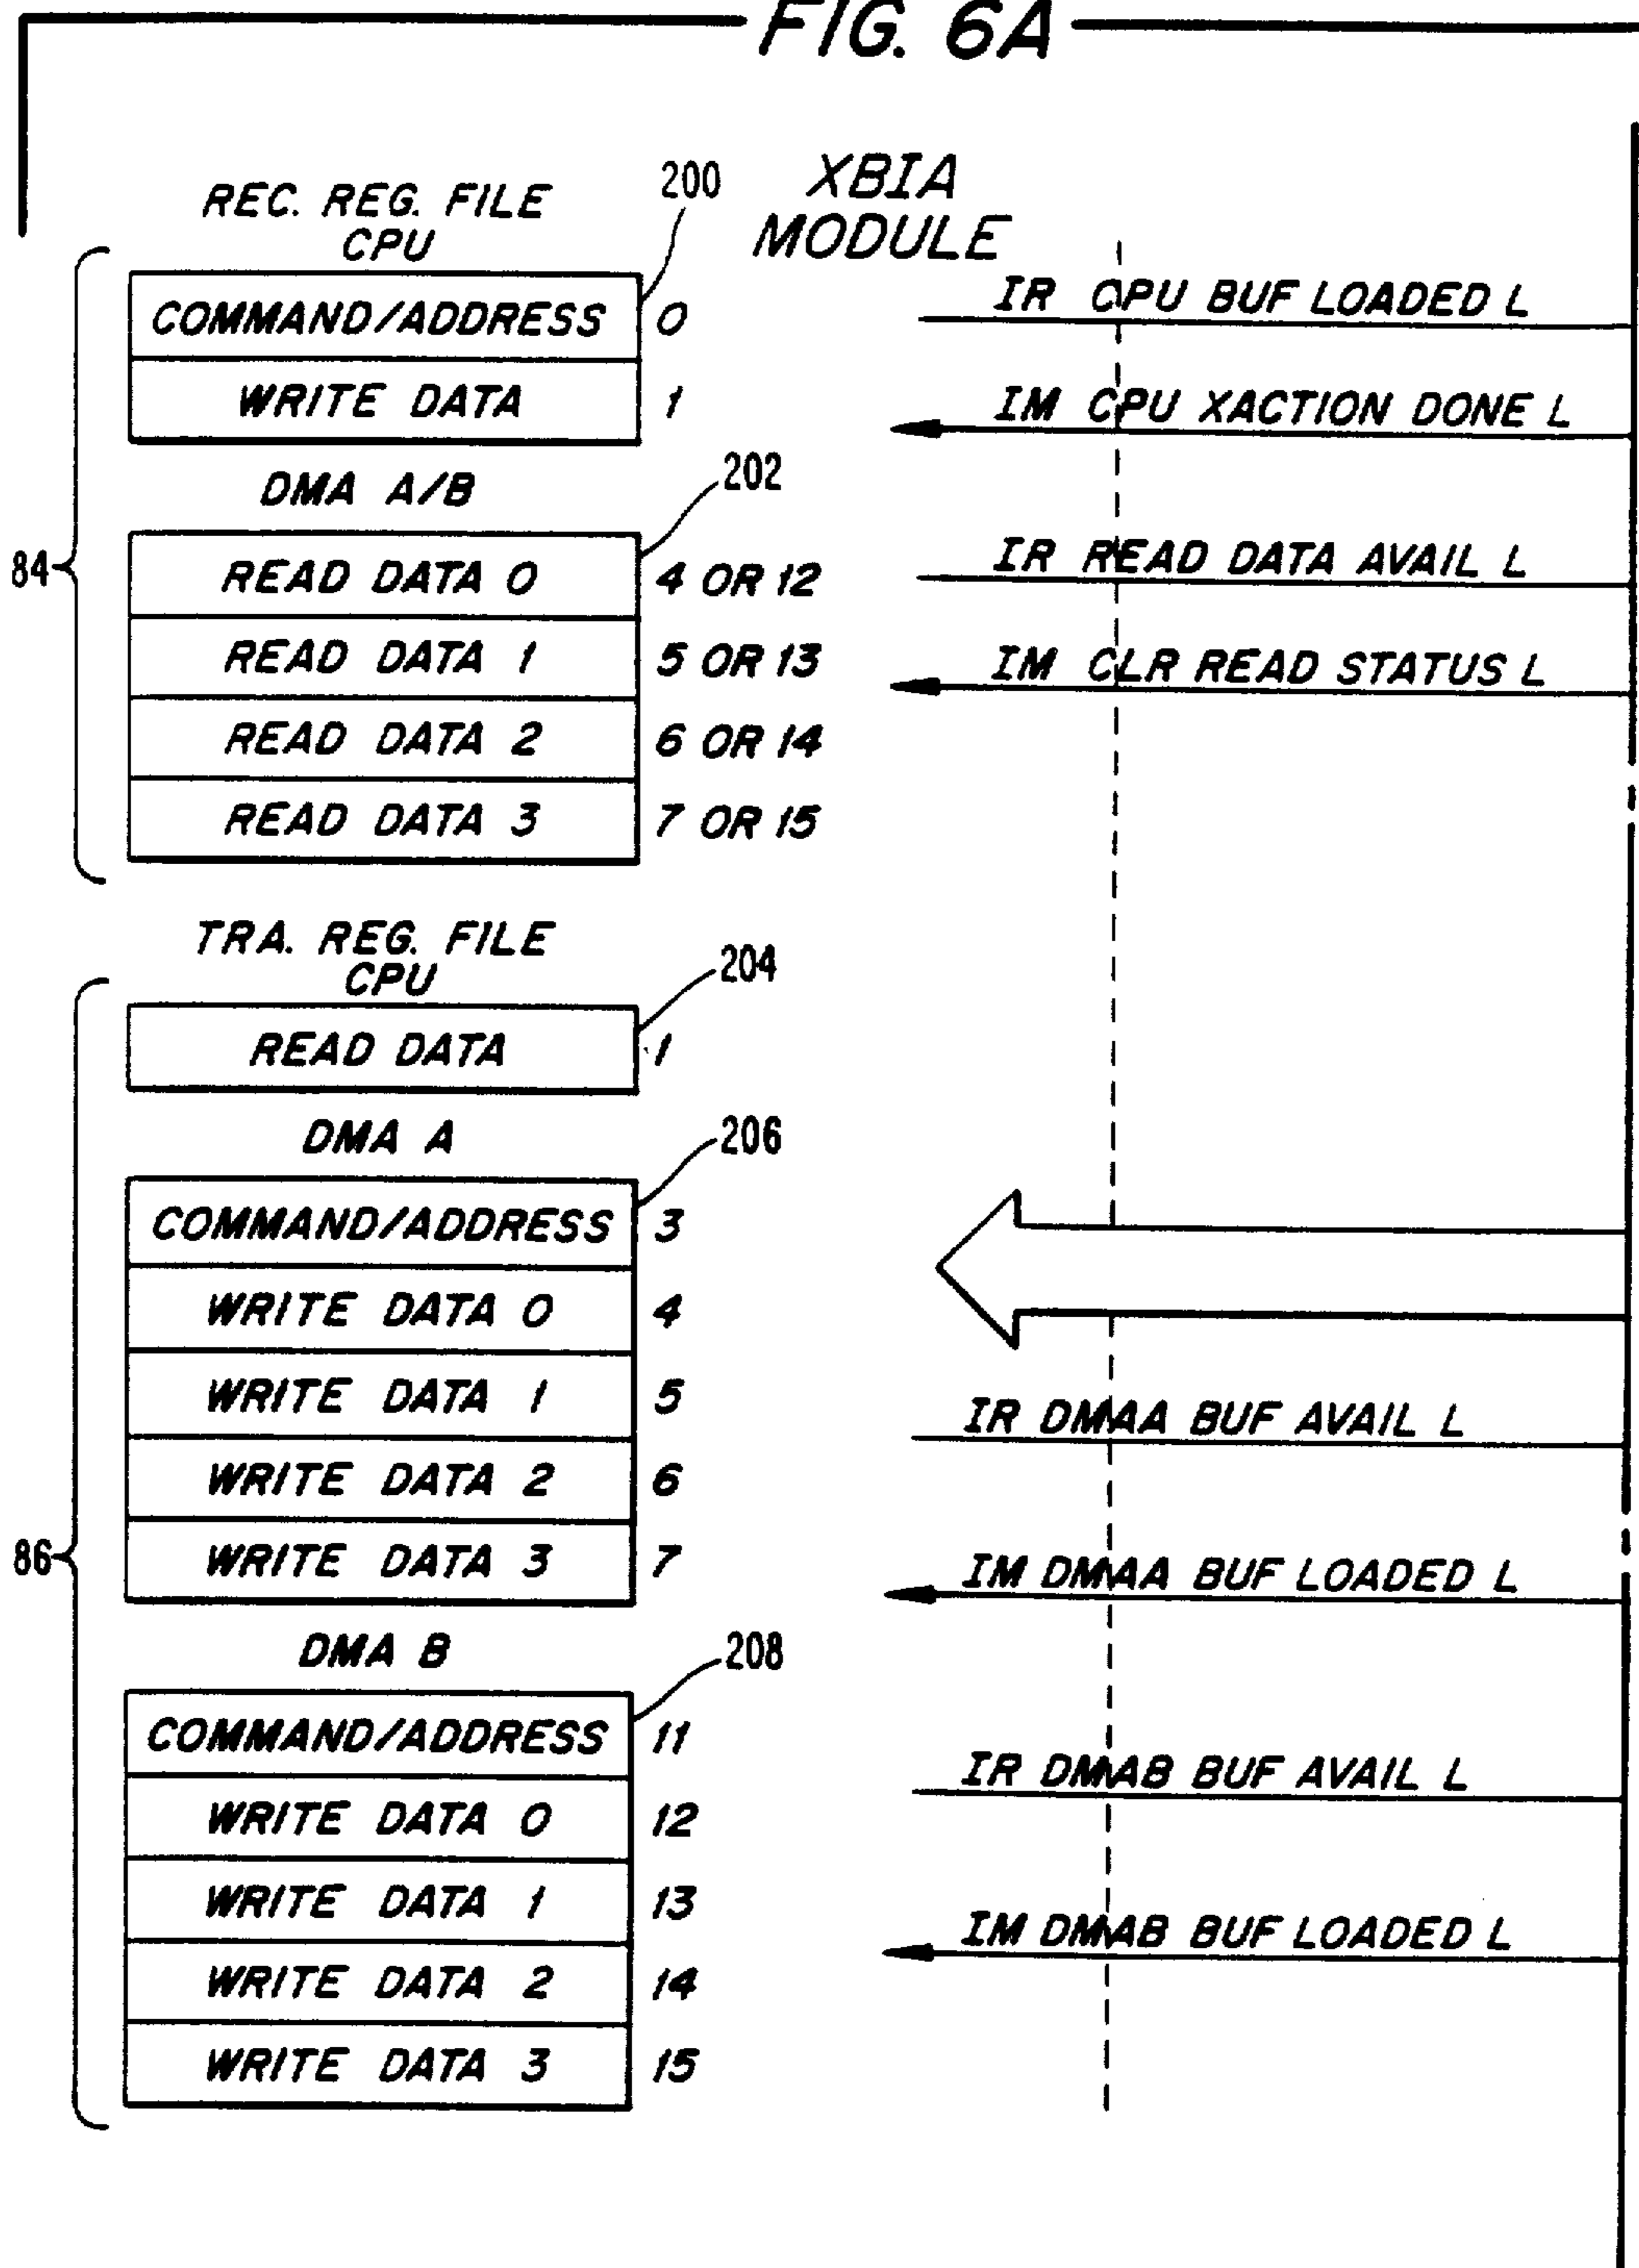 FIG. 6A
XBIA
MODULE
REC. REG. FILE
CPU
200
COMMAND/ADDRESS 0
WRITE DATA 1
DMA A/B
202
84
READ DATA 0 4 OR 12
READ DATA 1 5 OR 13
READ DATA 2 6 OR 14
READ DATA 3 7 OR 15
TRA. REG. FILE
CPU
204
READ DATA 1
DMA A
206
COMMAND/ADDRESS 3
WRITE DATA 0 4
WRITE DATA 1 5
WRITE DATA 2 6
WRITE DATA 3 7
86
DMA B
208
COMMAND/ADDRESS 11
WRITE DATA 0 12
WRITE DATA 1 13
WRITE DATA 2 14
WRITE DATA 3 15
IR CPU BUF LOADED L
IM CPU XACTION DONE L
IR READ DATA AVAIL L
IM CLR READ STATUS L
IR DMAA BUF AVAIL L
IM DMAA BUF LOADED L
IR DMAB BUF AVAIL L
IM DMAB BUF LOADED L